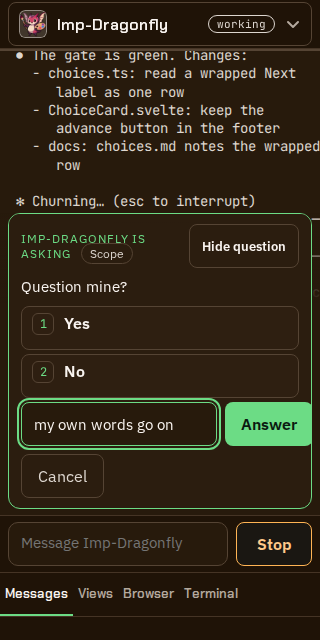 Imp-Dragonfly
working
● The gate is green. Changes:
- choices.ts: read a wrapped Next
label as one row
- ChoiceCard.svelte: keep the
advance button in the footer
- docs: choices.md notes the wrapped
row
✻ Churning… (esc to interrupt)
IMP-DRAGONFLY IS
ASKING Scope
Hide question
Question mine?
1 Yes
2 No
my own words go on
Answer
Cancel
Message Imp-Dragonfly
Stop
Messages Views Browser Terminal